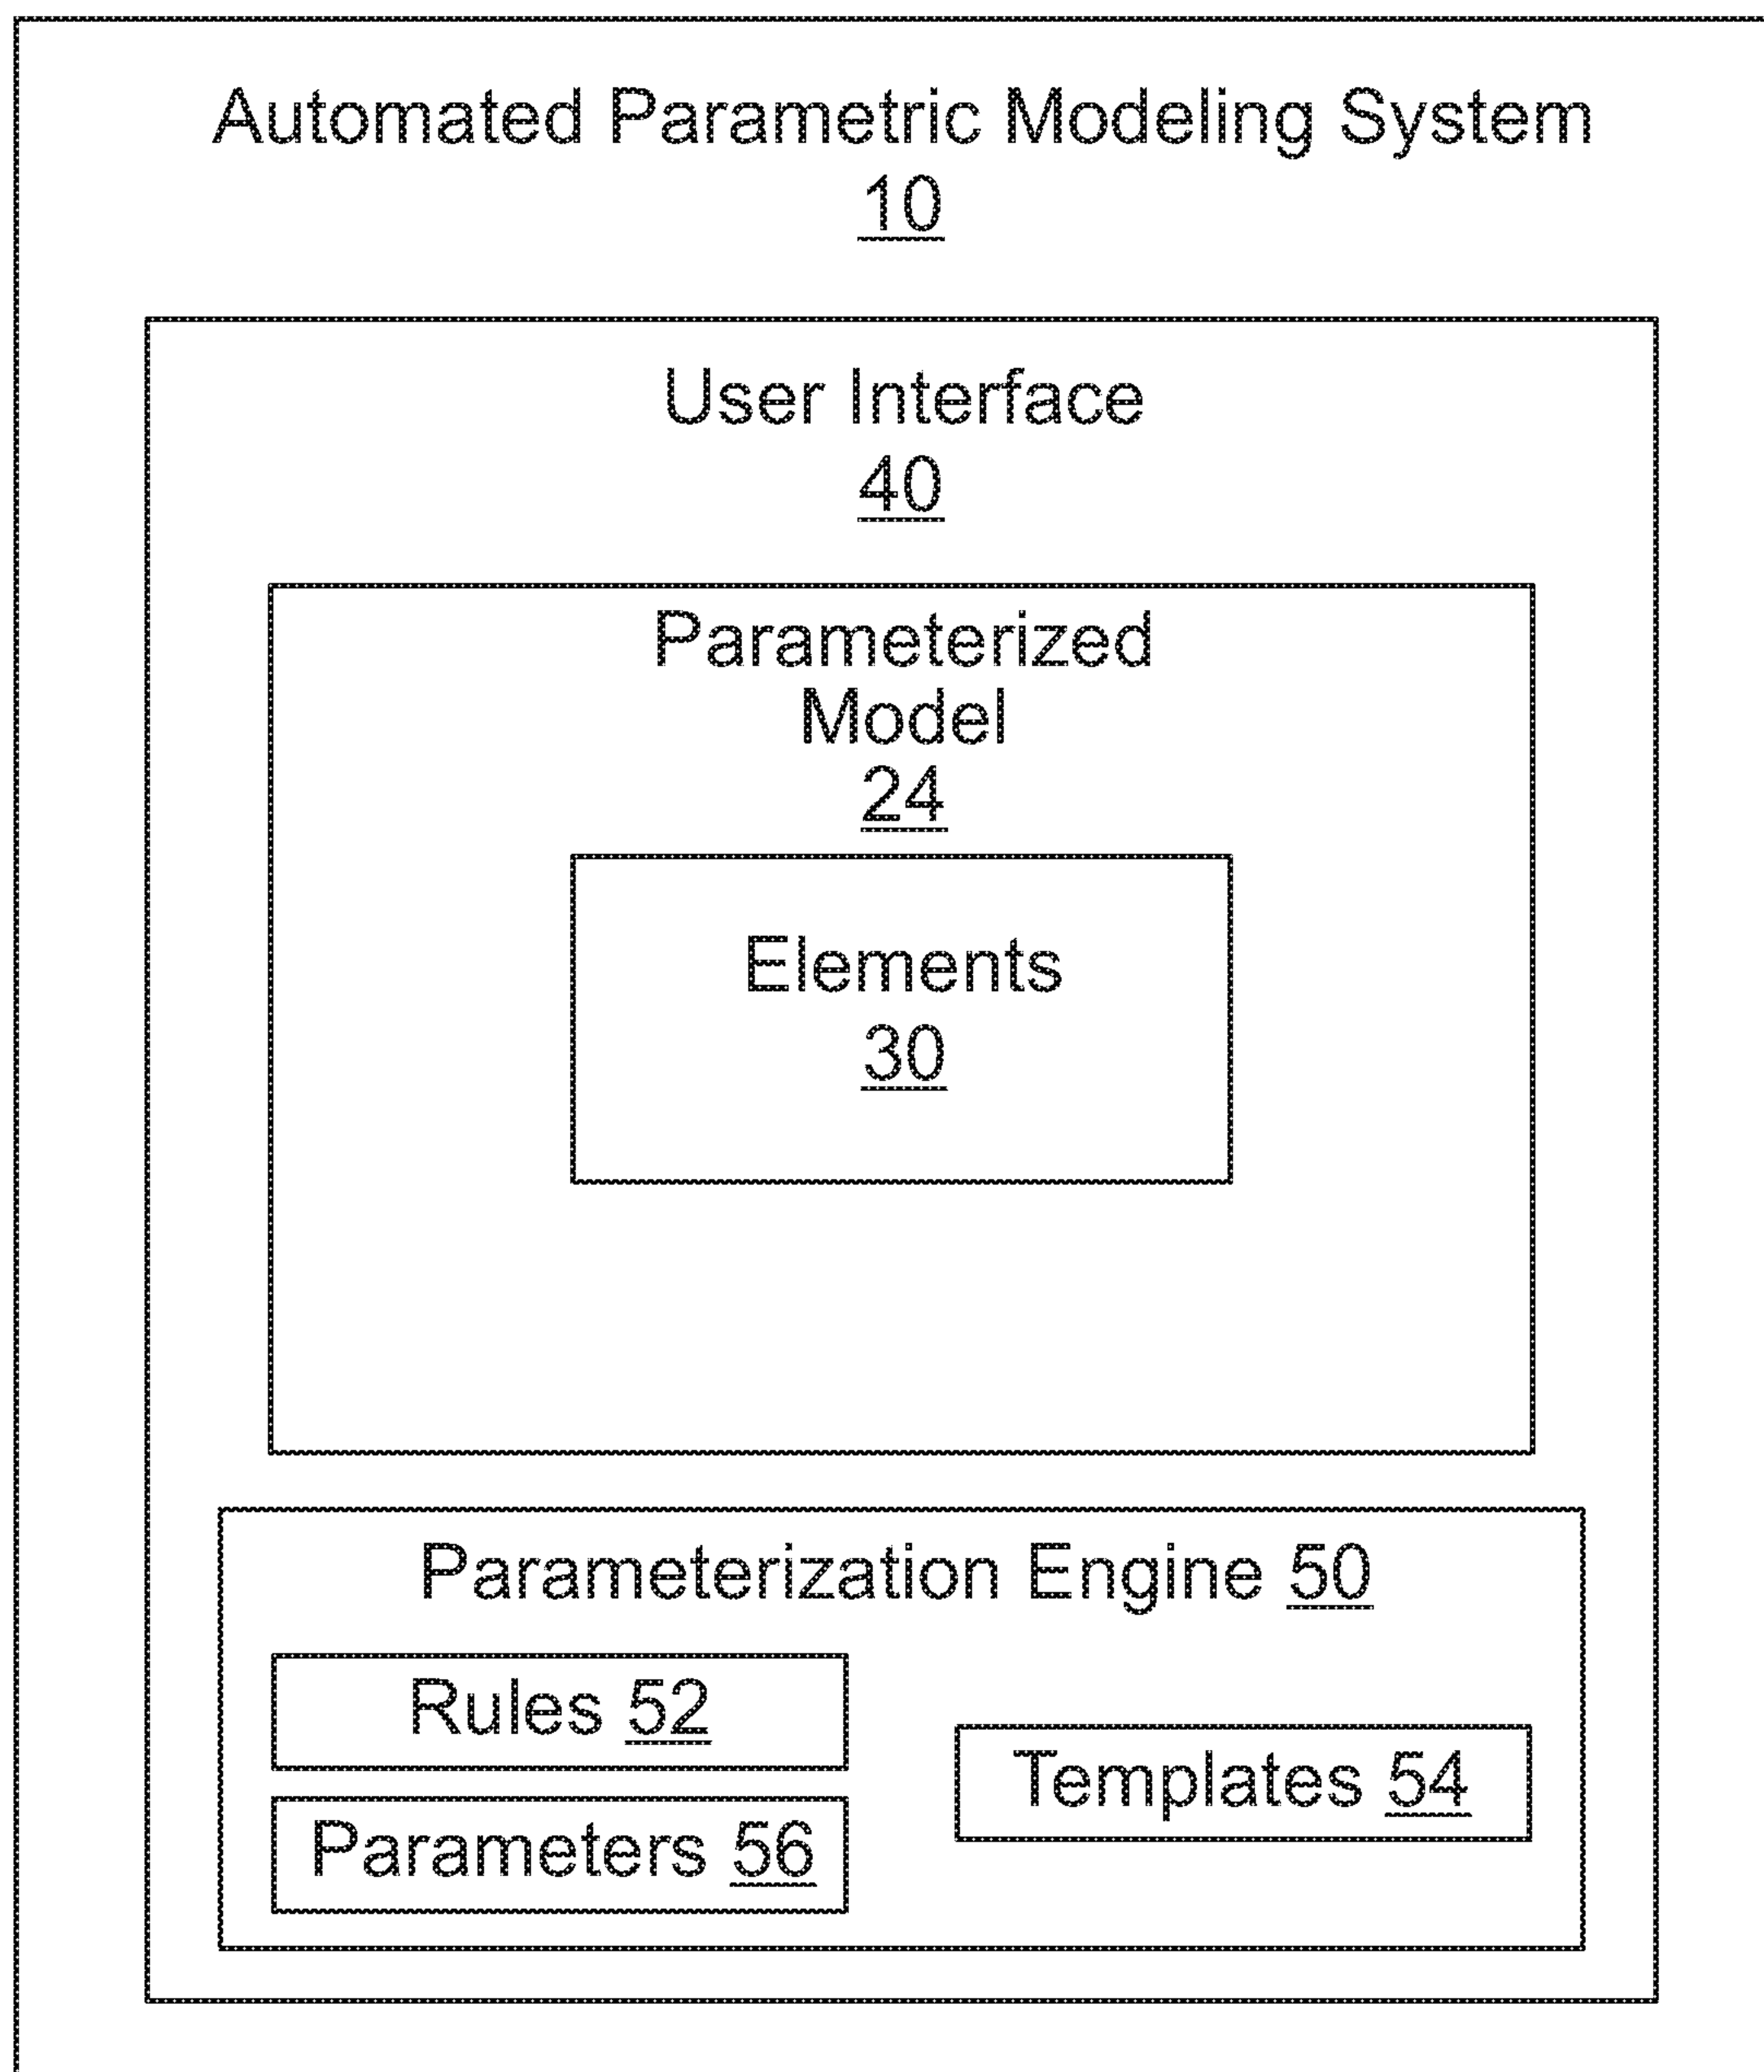 Automated Parametric Modeling System
10
User Interface
40
Parameterized
Model
24
Elements
30
Parameterization Engine 50
Rules 52
Templates 54
Parameters 56